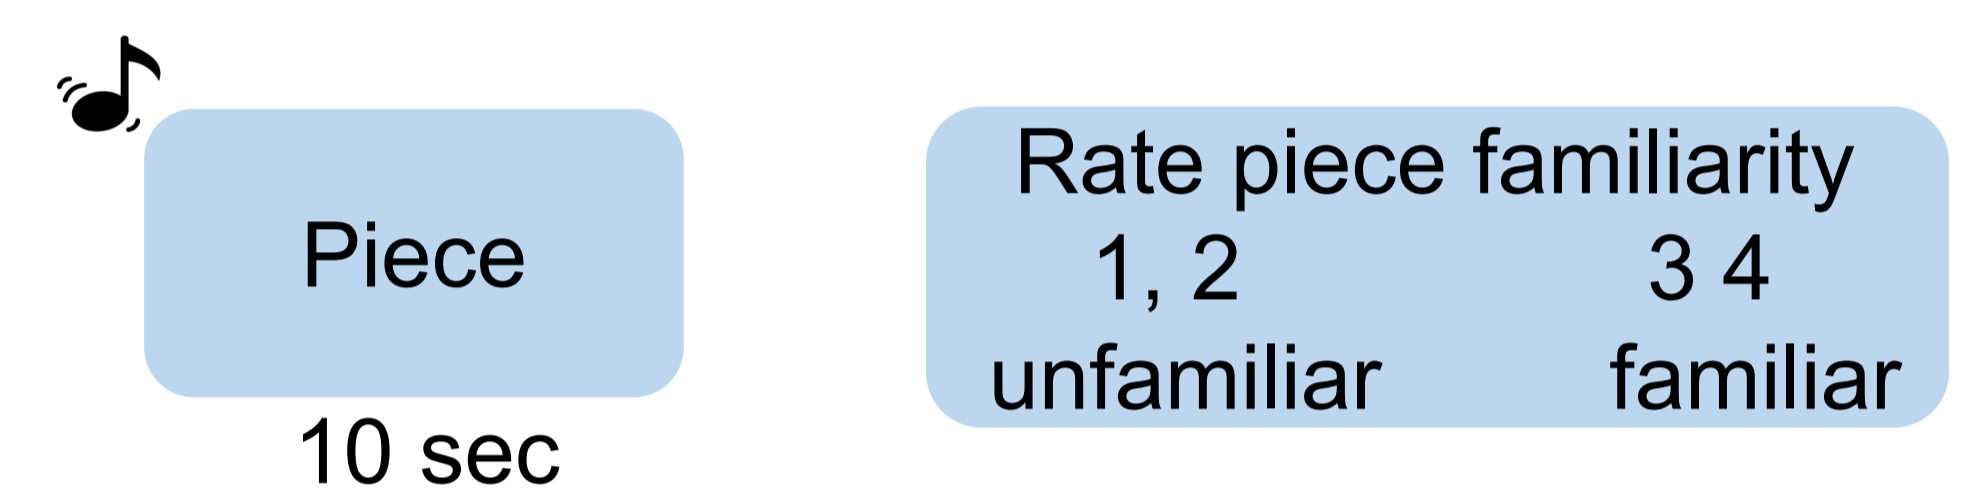 Piece
10 sec
Rate piece familiarity
1, 2 3 4
unfamiliar familiar